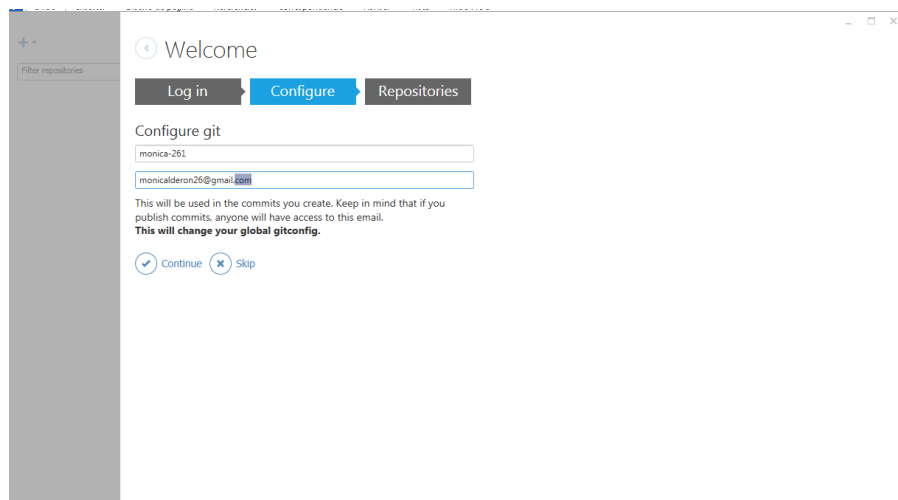 Filter repositories
Welcome
Log in
Configure
Repositories
Configure git
monica-261
monicalderon26@gmail.com
This will be used in the commits you create. Keep in mind that if you
publish commits, anyone will have access to this email.
This will change your global gitconfig.
Continue
Skip